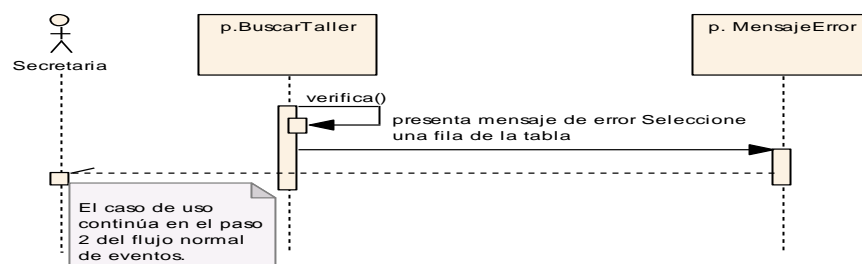 p.BuscarTaller
p. MensajeError
Secretaria
verifica()
presenta mensaje de error Seleccione
una fila de la tabla
El caso de uso
continúa en el paso
2 del flujo normal
de eventos.